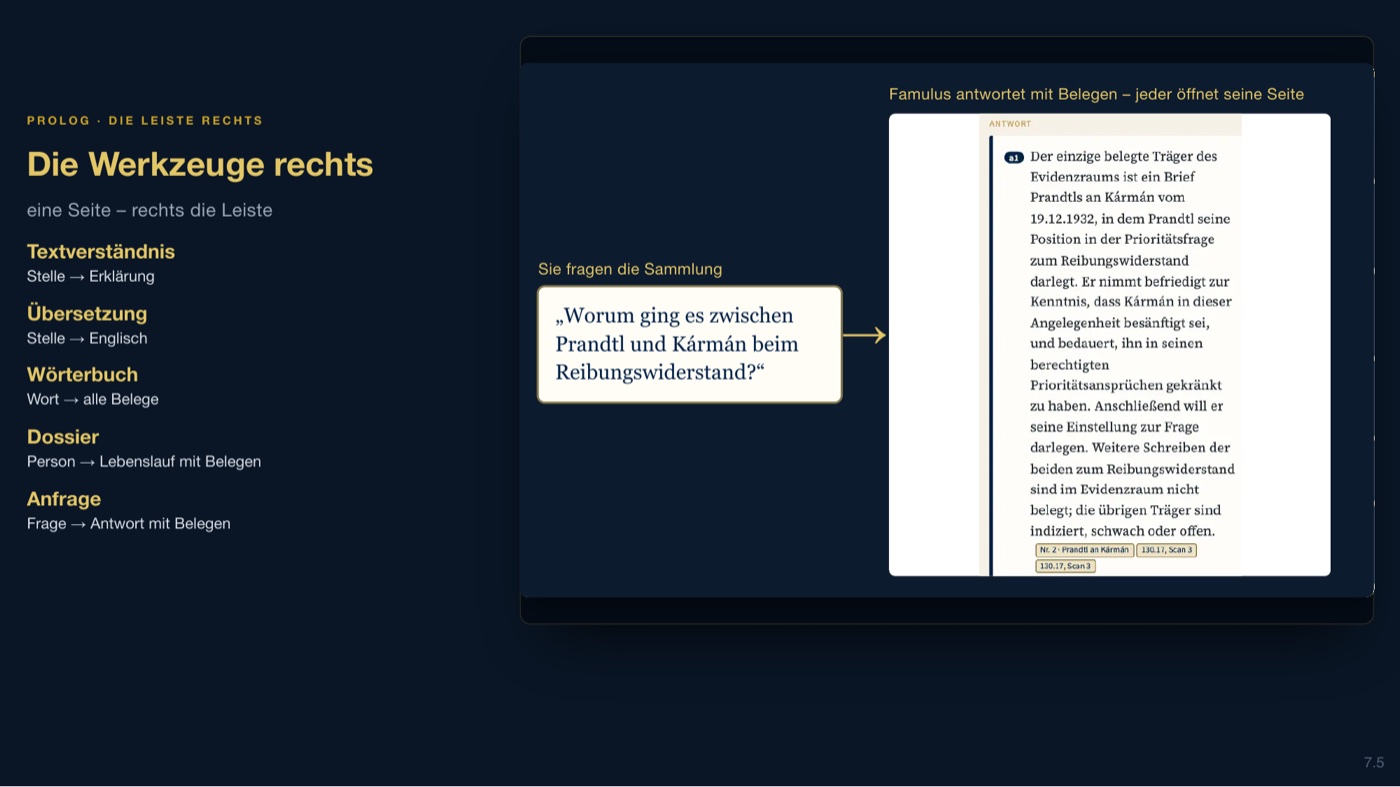 PROLOG · DIE LEISTE RECHTS
Die Werkzeuge rechts
eine Seite – rechts die Leiste
Textverständnis
Stelle → Erklärung
Übersetzung
Stelle → Englisch
Wörterbuch
Wort → alle Belege
Dossier
Person → Lebenslauf mit Belegen
Anfrage
Frage → Antwort mit Belegen
Sie fragen die Sammlung
„Worum ging es zwischen
Prandtl und Kármán beim
Reibungswiderstand?“
Famulus antwortet mit Belegen – jeder öffnet seine Seite
ANTWORT
a1 Der einzige belegte Träger des
Evidenzraums ist ein Brief
Prandtls an Kármán vom
19.12.1932, in dem Prandtl seine
Position in der Prioritätsfrage
zum Reibungswiderstand
darlegt. Er nimmt befriedigt zur
Kenntnis, dass Kármán in dieser
Angelegenheit besänftigt sei,
und bedauert, ihn in seinen
berechtigten
Prioritätsansprüchen gekränkt
zu haben. Anschließend will er
seine Einstellung zur Frage
darlegen. Weitere Schreiben der
beiden zum Reibungswiderstand
sind im Evidenzraum nicht
belegt; die übrigen Träger sind
indiziert, schwach oder offen.
Nr. 2 · Prandtl an Kármán 130.17, Scan 3
130.17, Scan 3
7.5